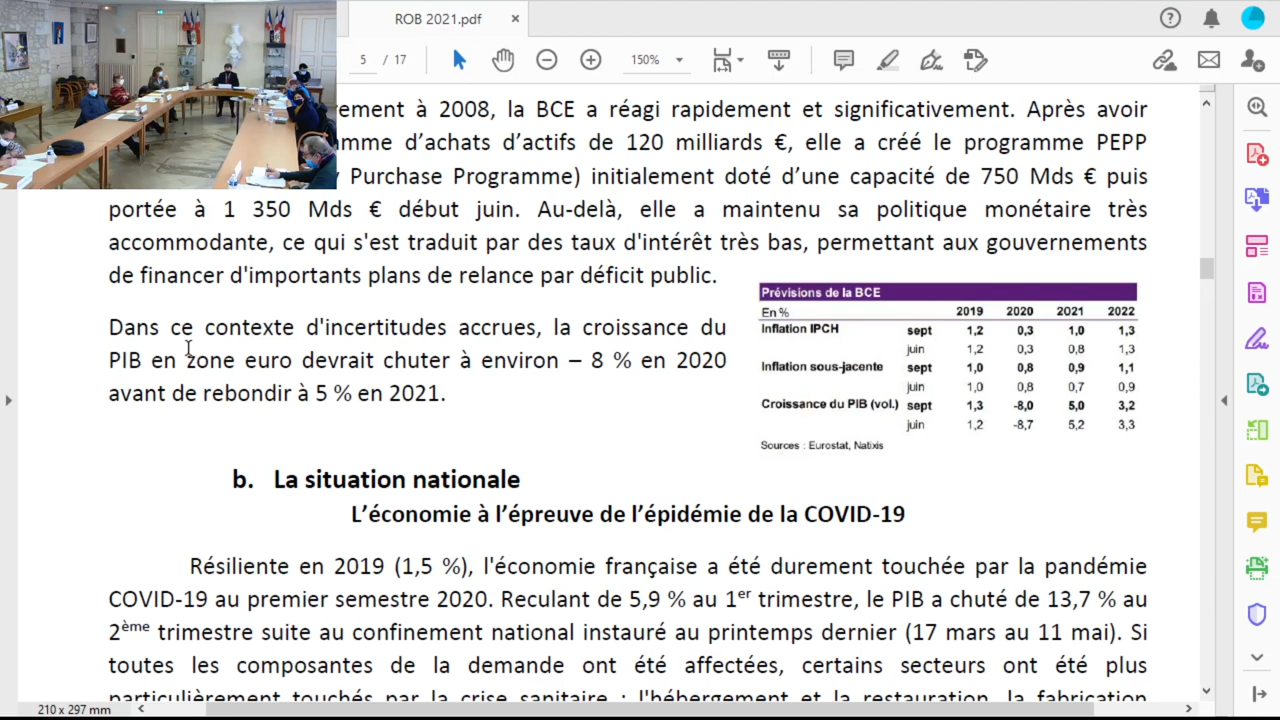 ROB 2021.pdf
5 / 17
150%
rement à 2008, la BCE a réagi rapidement et significativement. Après avoir
mme d’achats d’actifs de 120 milliards €, elle a créé le programme PEPP
y Purchase Programme) initialement doté d’une capacité de 750 Mds € puis
portée à 1 350 Mds € début juin. Au-delà, elle a maintenu sa politique monétaire très
accommodante, ce qui s'est traduit par des taux d'intérêt très bas, permettant aux gouvernements
de financer d'importants plans de relance par déficit public.
Dans ce contexte d'incertitudes accrues, la croissance du
PIB en zone euro devrait chuter à environ – 8 % en 2020
avant de rebondir à 5 % en 2021.
Prévisions de la BCE
En % 2019 2020 2021 2022
Inflation IPCH sept 1,2 0,3 1,0 1,3
juin 1,2 0,3 0,8 1,3
Inflation sous-jacente sept 1,0 0,8 0,9 1,1
juin 1,0 0,8 0,7 0,9
Croissance du PIB (vol.) sept 1,3 -8,0 5,0 3,2
juin 1,2 -8,7 5,2 3,3
Sources : Eurostat, Natixis
b. La situation nationale
L’économie à l’épreuve de l’épidémie de la COVID-19
Résiliente en 2019 (1,5 %), l'économie française a été durement touchée par la pandémie
COVID-19 au premier semestre 2020. Reculant de 5,9 % au 1er trimestre, le PIB a chuté de 13,7 % au
2ème trimestre suite au confinement national instauré au printemps dernier (17 mars au 11 mai). Si
toutes les composantes de la demande ont été affectées, certains secteurs ont été plus
particulièrement touchés par la crise sanitaire : l'hébergement et la restauration, la fabrication
210 x 297 mm